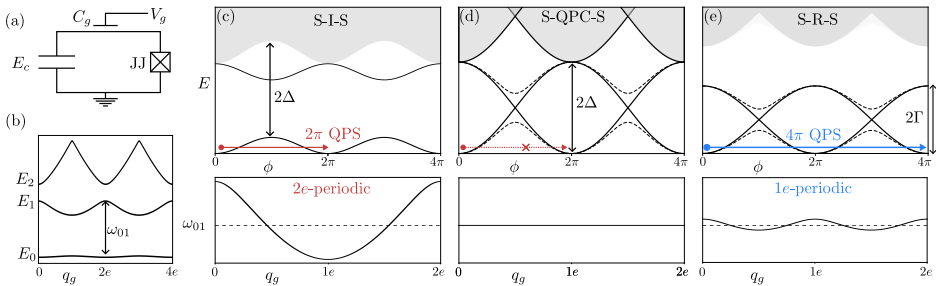 (a)
C_g
V_g
E_c
JJ
(b)
E_2
E_1
ω_01
E_0
0
2e
4e
q_g
(c)
S-I-S
E
2Δ
2π QPS
0
2π
4π
ϕ
2e-periodic
ω_01
0
1e
2e
q_g
(d)
S-QPC-S
2Δ
0
2π
4π
ϕ
0
1e
2e
q_g
(e)
S-R-S
2Γ
4π QPS
0
2π
4π
ϕ
1e-periodic
0
1e
2e
q_g